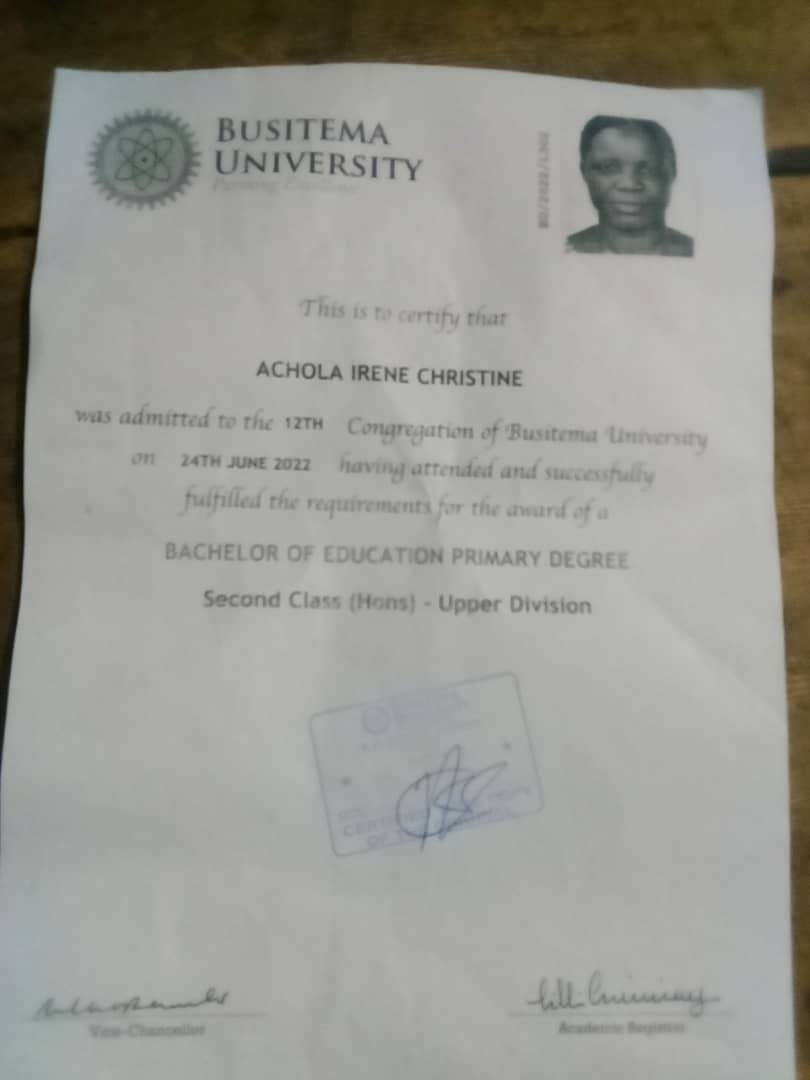 BUSITEMA
UNIVERSITY
Pursuing Excellence
This is to certify that
ACHOLA IRENE CHRISTINE
was admitted to the 12TH Congregation of Busitema University
on 24TH JUNE 2022 having attended and successfully
fulfilled the requirements for the award of a
BACHELOR OF EDUCATION PRIMARY DEGREE
Second Class (Hons) - Upper Division
Vice-Chancellor
Academic Registrar